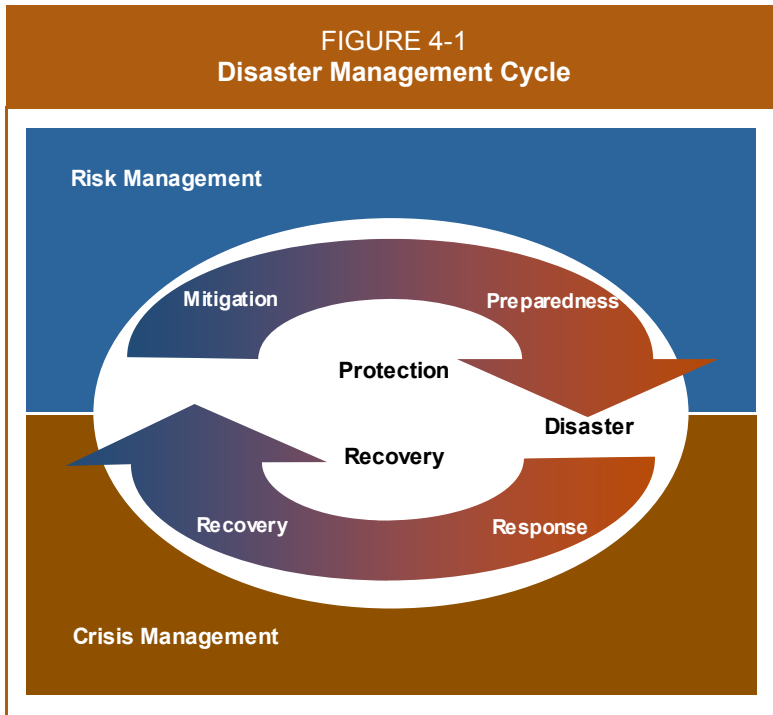 FIGURE 4-1
Disaster Management Cycle
Risk Management
Mitigation
Preparedness
Protection
Disaster
Recovery
Recovery
Response
Crisis Management